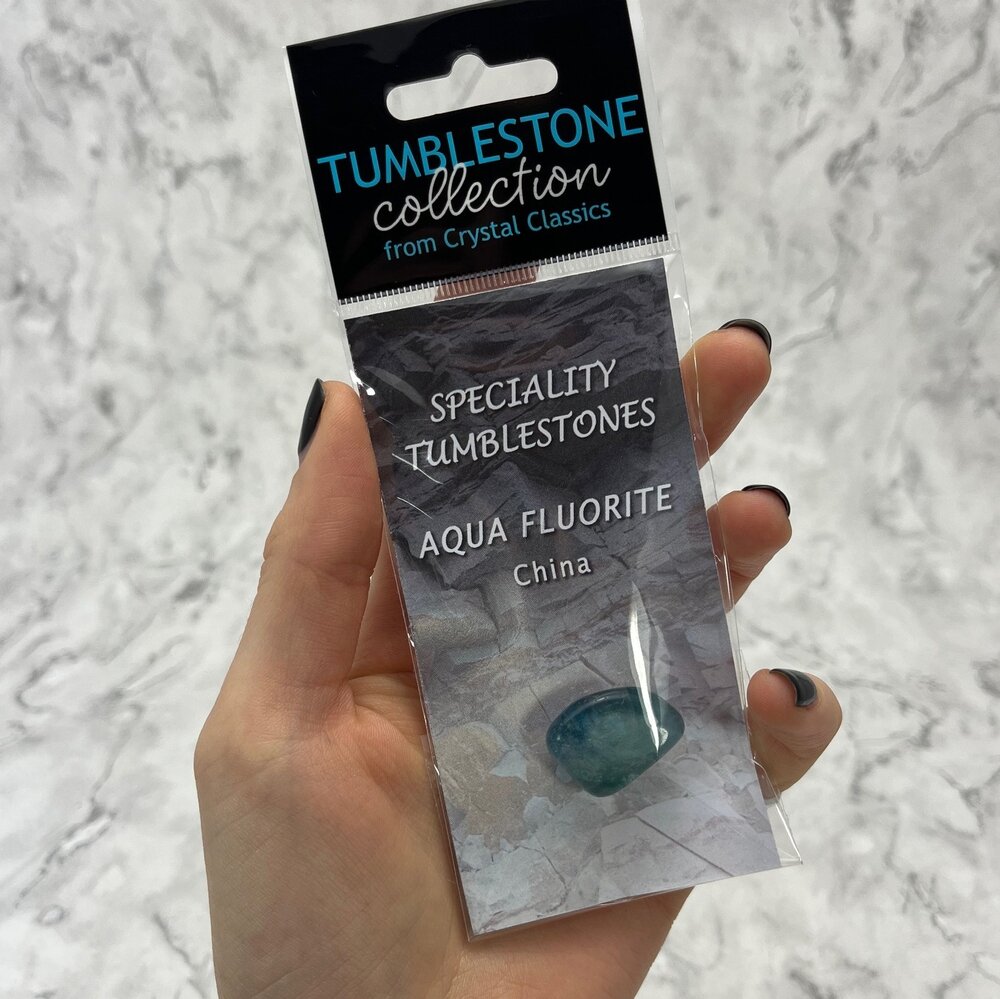 TUMBLESTONE
collection
from Crystal Classics
SPECIALITY
TUMBLESTONES
AQUA FLUORITE
China